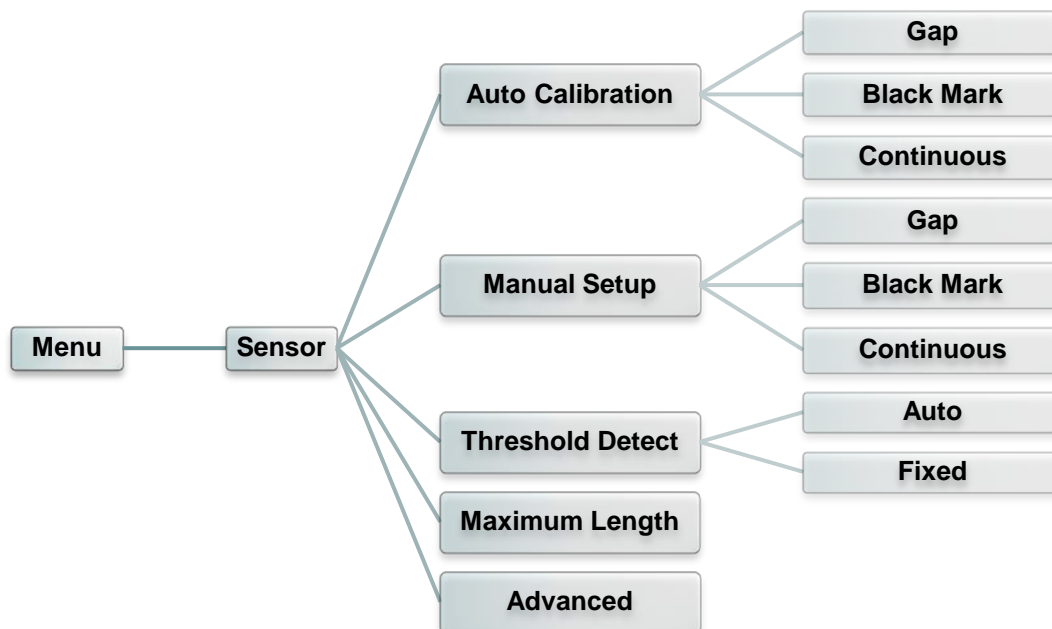 Menu
Sensor
Auto Calibration
Gap
Black Mark
Continuous
Manual Setup
Gap
Black Mark
Continuous
Threshold Detect
Auto
Fixed
Maximum Length
Advanced